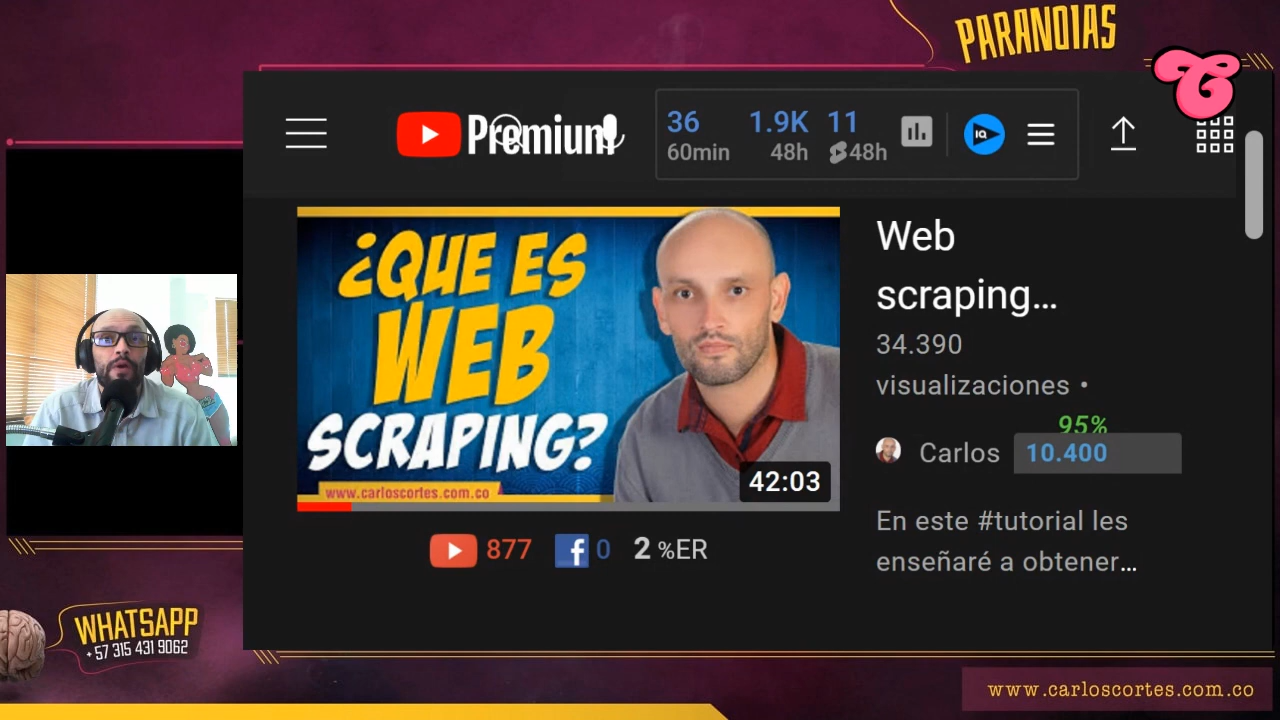 PARANOIAS
Premium
36 1.9K 11
60min 48h 48h
IQ
¿QUE ES
WEB
SCRAPING?
www.carloscortes.com.co
42:03
Web
scraping...
34.390
visualizaciones •
95%
Carlos 10.400
En este #tutorial les
enseñaré a obtener...
877 0 2 %ER
WHATSAPP
+57 315 431 9062
www.carloscortes.com.co